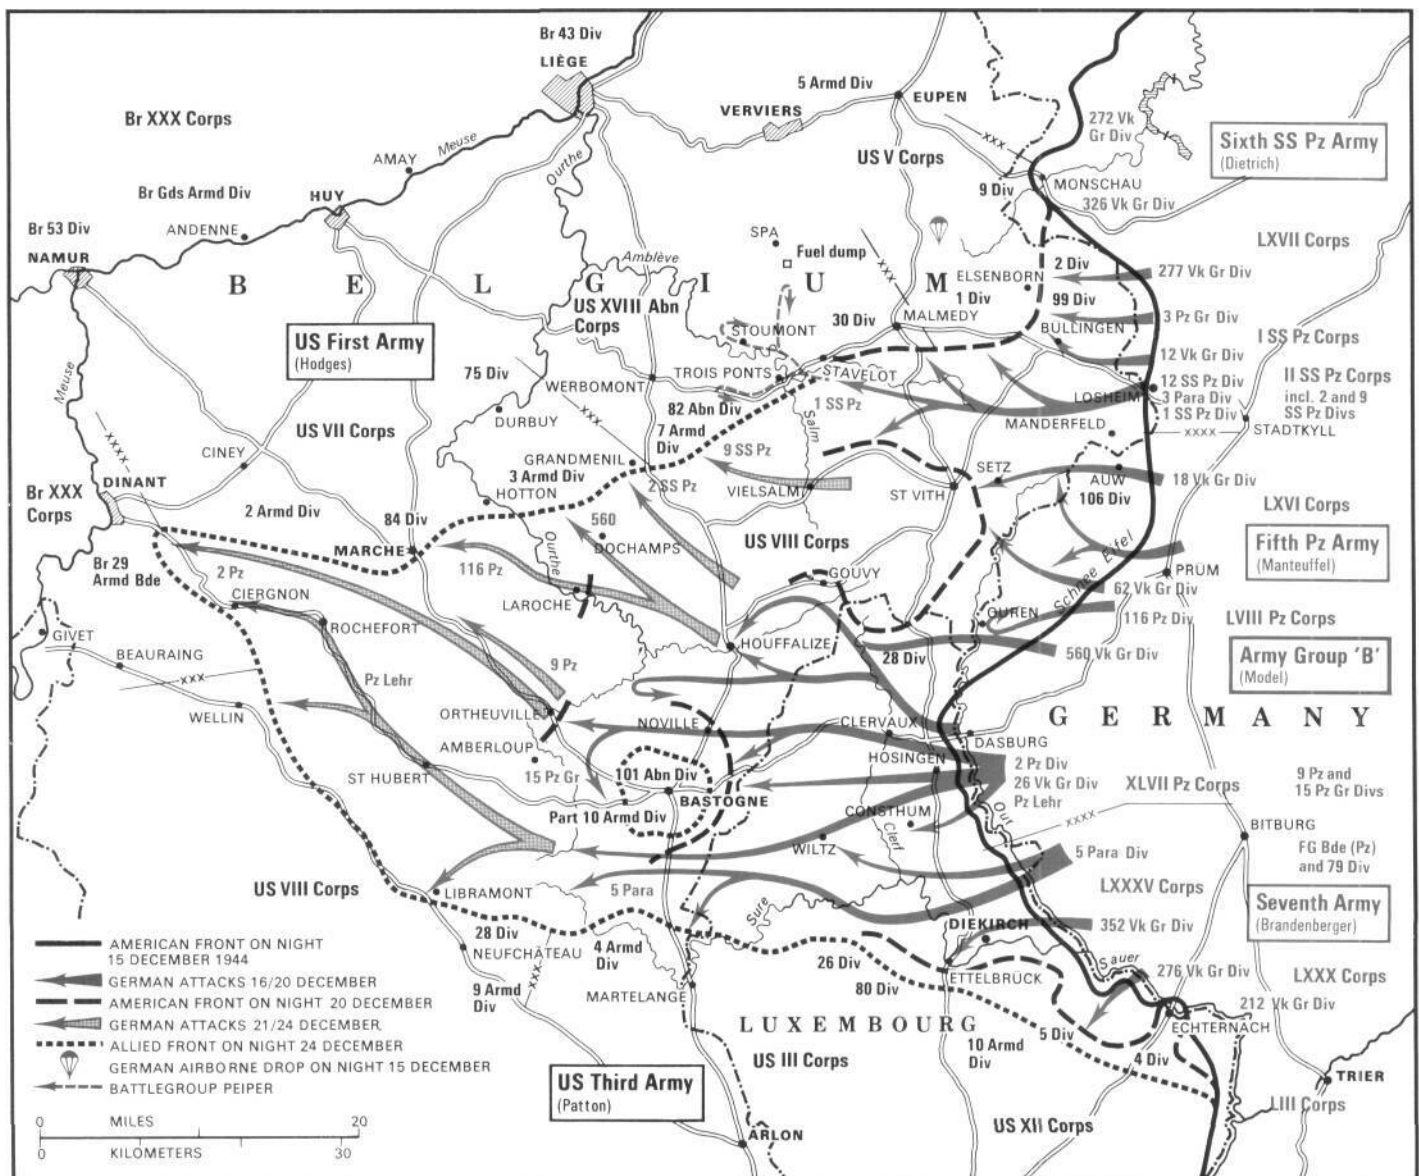 Br 43 Div
LIÈGE
5 Armd Div
EUPEN
VERVIERS
Br XXX Corps
272 Vk
Gr Div
Sixth SS Pz Army
(Dietrich)
xxx
Meuse
AMAY
Ourthe
US V Corps
9 Div
MONSCHAU
326 Vk Gr Div
Br Gds Armd Div
HUY
ANDENNE
Br 53 Div
NAMUR
SPA
Fuel dump
xxx
Amblève
LXVII Corps
2 Div
277 Vk Gr Div
ELSENBORN
B E L G I U M
1 Div
99 Div
US XVIII Abn
Corps
30 Div
MALMEDY
3 Pz Gr Div
BULLINGEN
STOUMONT
US First Army
(Hodges)
I SS Pz Corps
12 Vk Gr Div
Meuse
75 Div
WERBOMONT
TROIS PONTS
STAVELOT
12 SS Pz Div
3 Para Div
1 SS Pz Div
II SS Pz Corps
incl. 2 and 9
SS Pz Divs
LOSHEIM
1 SS Pz
82 Abn Div
xxx
DURBUY
Salm
MANDERFELD
xxxx
STADTKYLL
US VII Corps
7 Armd
Div
xxxx
CINEY
GRANDMENIL
9 SS Pz
3 Armd Div
HOTTON
2 SS Pz
VIELSALM
SETZ
ST VITH
AUW
106 Div
18 Vk Gr Div
DINANT
Br XXX
Corps
2 Armd Div
84 Div
560
DOCHAMPS
US VIII Corps
LXVI Corps
Fifth Pz Army
(Manteuffel)
MARCHE
Ourthe
Schnee Eifel
Br 29
Armd Bde
2 Pz
116 Pz
GOUVY
PRÜM
62 Vk Gr Div
CIERGNON
LAROCHE
OUREN
116 Pz Div
LVIII Pz Corps
ROCHEFORT
GIVET
HOUFFALIZE
28 Div
560 Vk Gr Div
Army Group 'B'
(Model)
BEAURAING
9 Pz
xxx
Pz Lehr
WELLIN
ORTHEUVILLE
NOVILLE
CLERVAUX
G E R M A N Y
AMBERLOUP
DASBURG
HOSINGEN
2 Pz Div
26 Vk Gr Div
Pz Lehr
ST HUBERT
15 Pz Gr
101 Abn Div
BASTOGNE
XLVII Pz Corps
9 Pz and
15 Pz Gr Divs
Part 10 Armd Div
CONSTHUM
Clerf
Our
xxxx
BITBURG
WILTZ
5 Para Div
FG Bde (Pz)
and 79 Div
US VIII Corps
LIBRAMONT
5 Para
LXXXV Corps
Seventh Army
(Brandenberger)
Sure
28 Div
DIEKIRCH
352 Vk Gr Div
NEUFCHÂTEAU
4 Armd
Div
26 Div
xxx
ETTELBRÜCK
Sauer
276 Vk Gr Div
LXXX Corps
9 Armd
Div
MARTELANGE
80 Div
212 Vk Gr Div
LUXEMBOURG
10 Armd
Div
5 Div
ECHTERNACH
4 Div
US III Corps
US Third Army
(Patton)
TRIER
LIII Corps
US XII Corps
ARLON
AMERICAN FRONT ON NIGHT
15 DECEMBER 1944
GERMAN ATTACKS 16/20 DECEMBER
AMERICAN FRONT ON NIGHT 20 DECEMBER
GERMAN ATTACKS 21/24 DECEMBER
ALLIED FRONT ON NIGHT 24 DECEMBER
GERMAN AIRBORNE DROP ON NIGHT 15 DECEMBER
BATTLEGROUP PEIPER
0 MILES 20
0 KILOMETERS 30